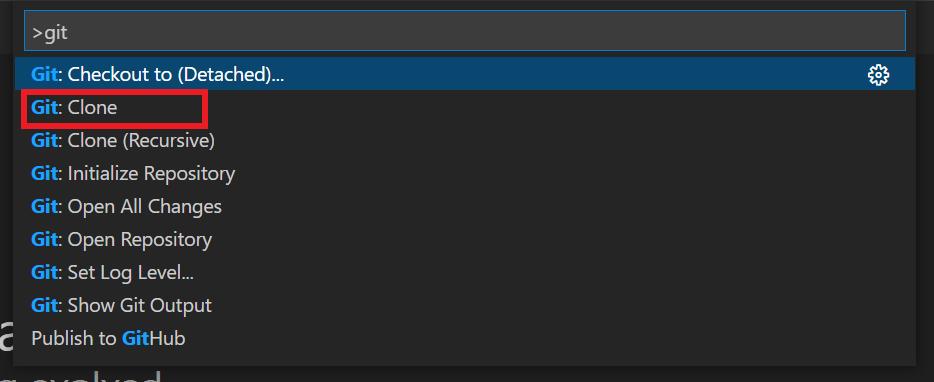 >git
Git: Checkout to (Detached)...
Git: Clone
Git: Clone (Recursive)
Git: Initialize Repository
Git: Open All Changes
Git: Open Repository
Git: Set Log Level...
Git: Show Git Output
Publish to GitHub
evolved